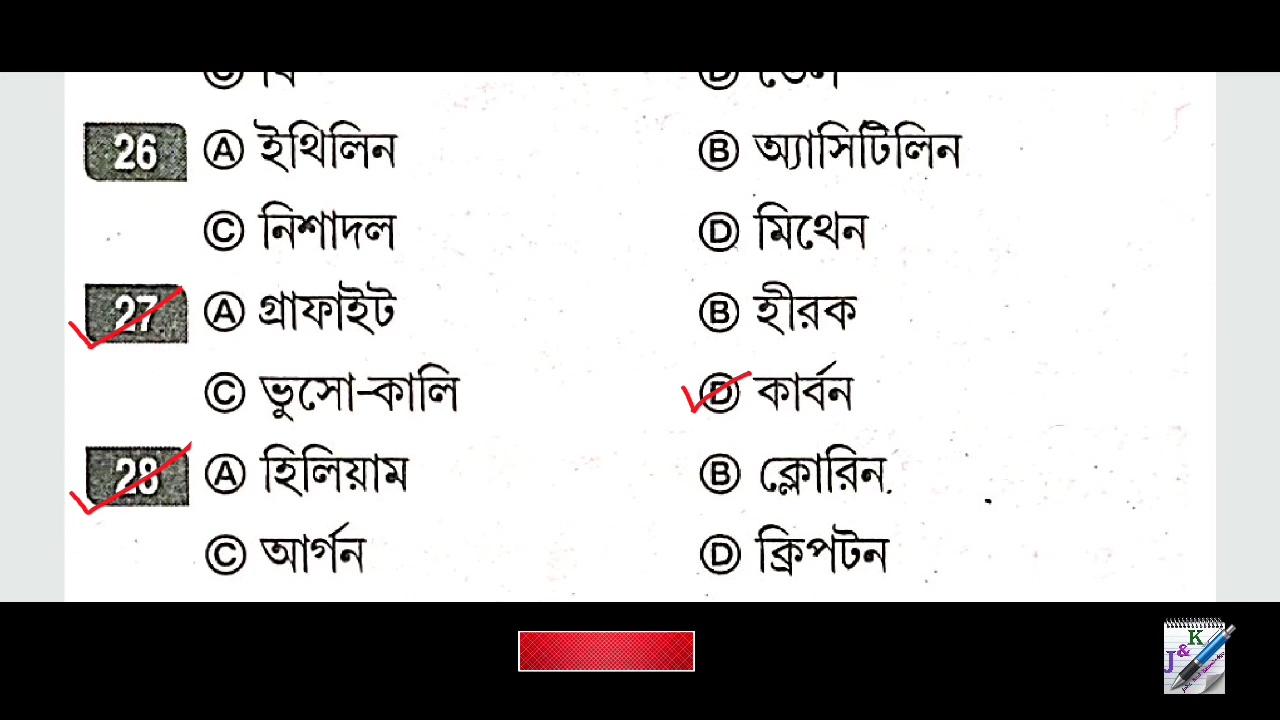 26 Ⓐ ইথিলিন Ⓑ অ্যাসিটিলিন
Ⓒ নিশাদল Ⓓ মিথেন
27 Ⓐ গ্রাফাইট Ⓑ হীরক
Ⓒ ভুসো-কালি Ⓓ কার্বন
28 Ⓐ হিলিয়াম Ⓑ ক্লোরিন.
Ⓒ আর্গন Ⓓ ক্রিপটন
J & K